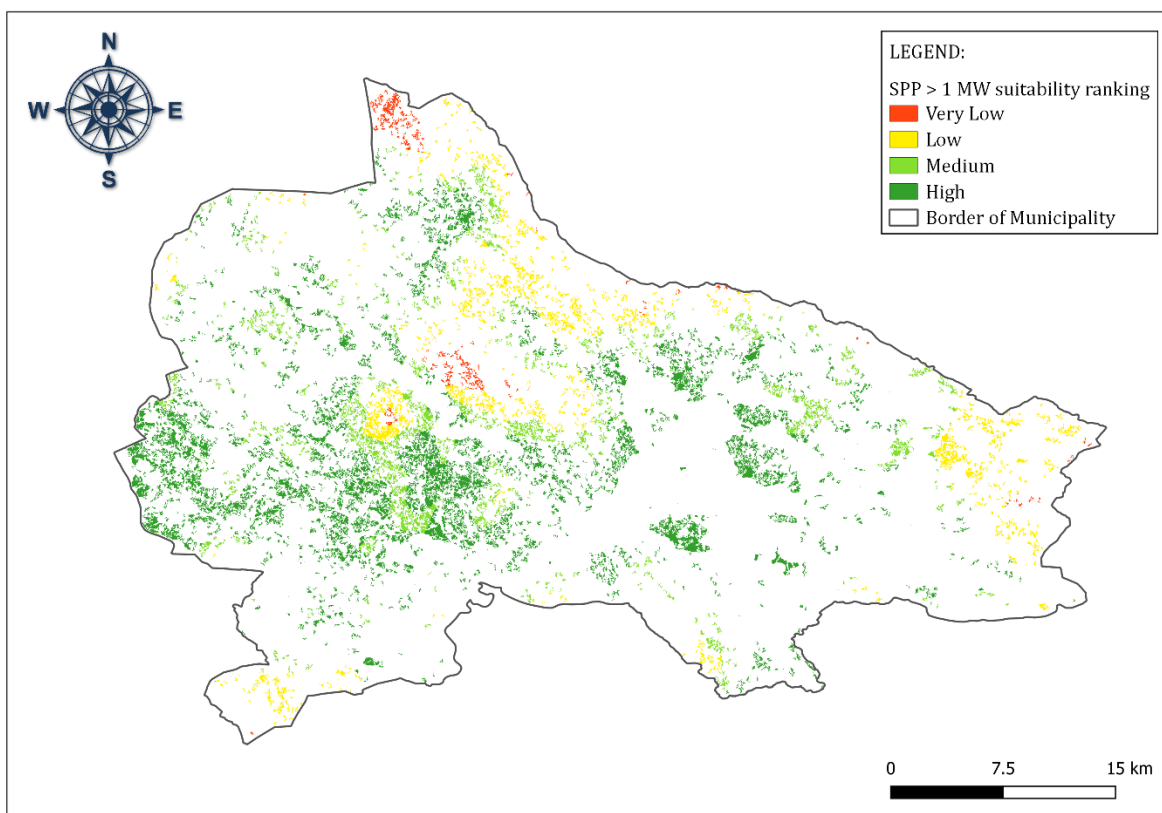 N
W E
S
LEGEND:
SPP > 1 MW suitability ranking
Very Low
Low
Medium
High
Border of Municipality
0 7.5 15 km